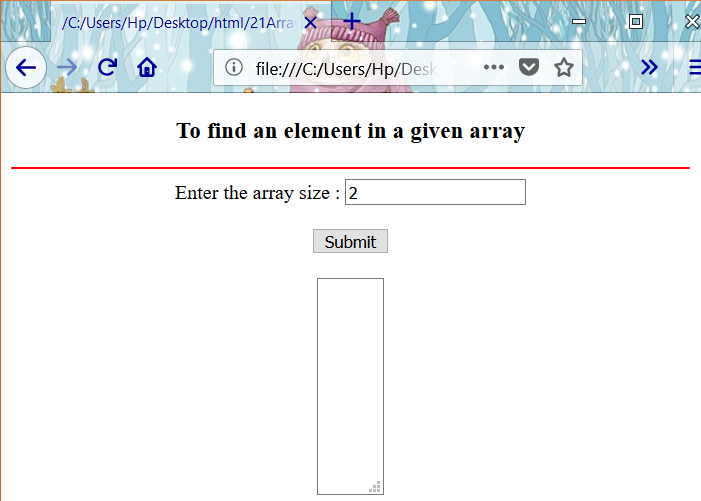 /C:/Users/Hp/Desktop/html/21Arra
file:///C:/Users/Hp/Desk
To find an element in a given array
Enter the array size : 2
Submit